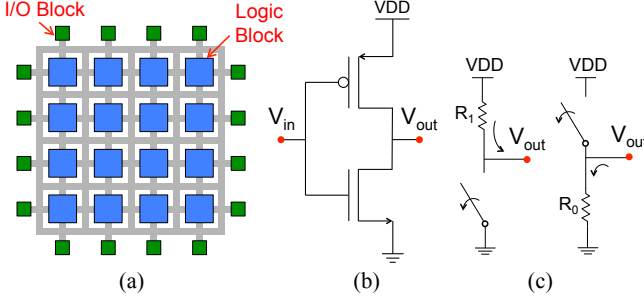 I/O Block
Logic
Block
(a)
VDD
V_in
V_out
(b)
VDD
R_1
V_out
VDD
V_out
R_0
(c)